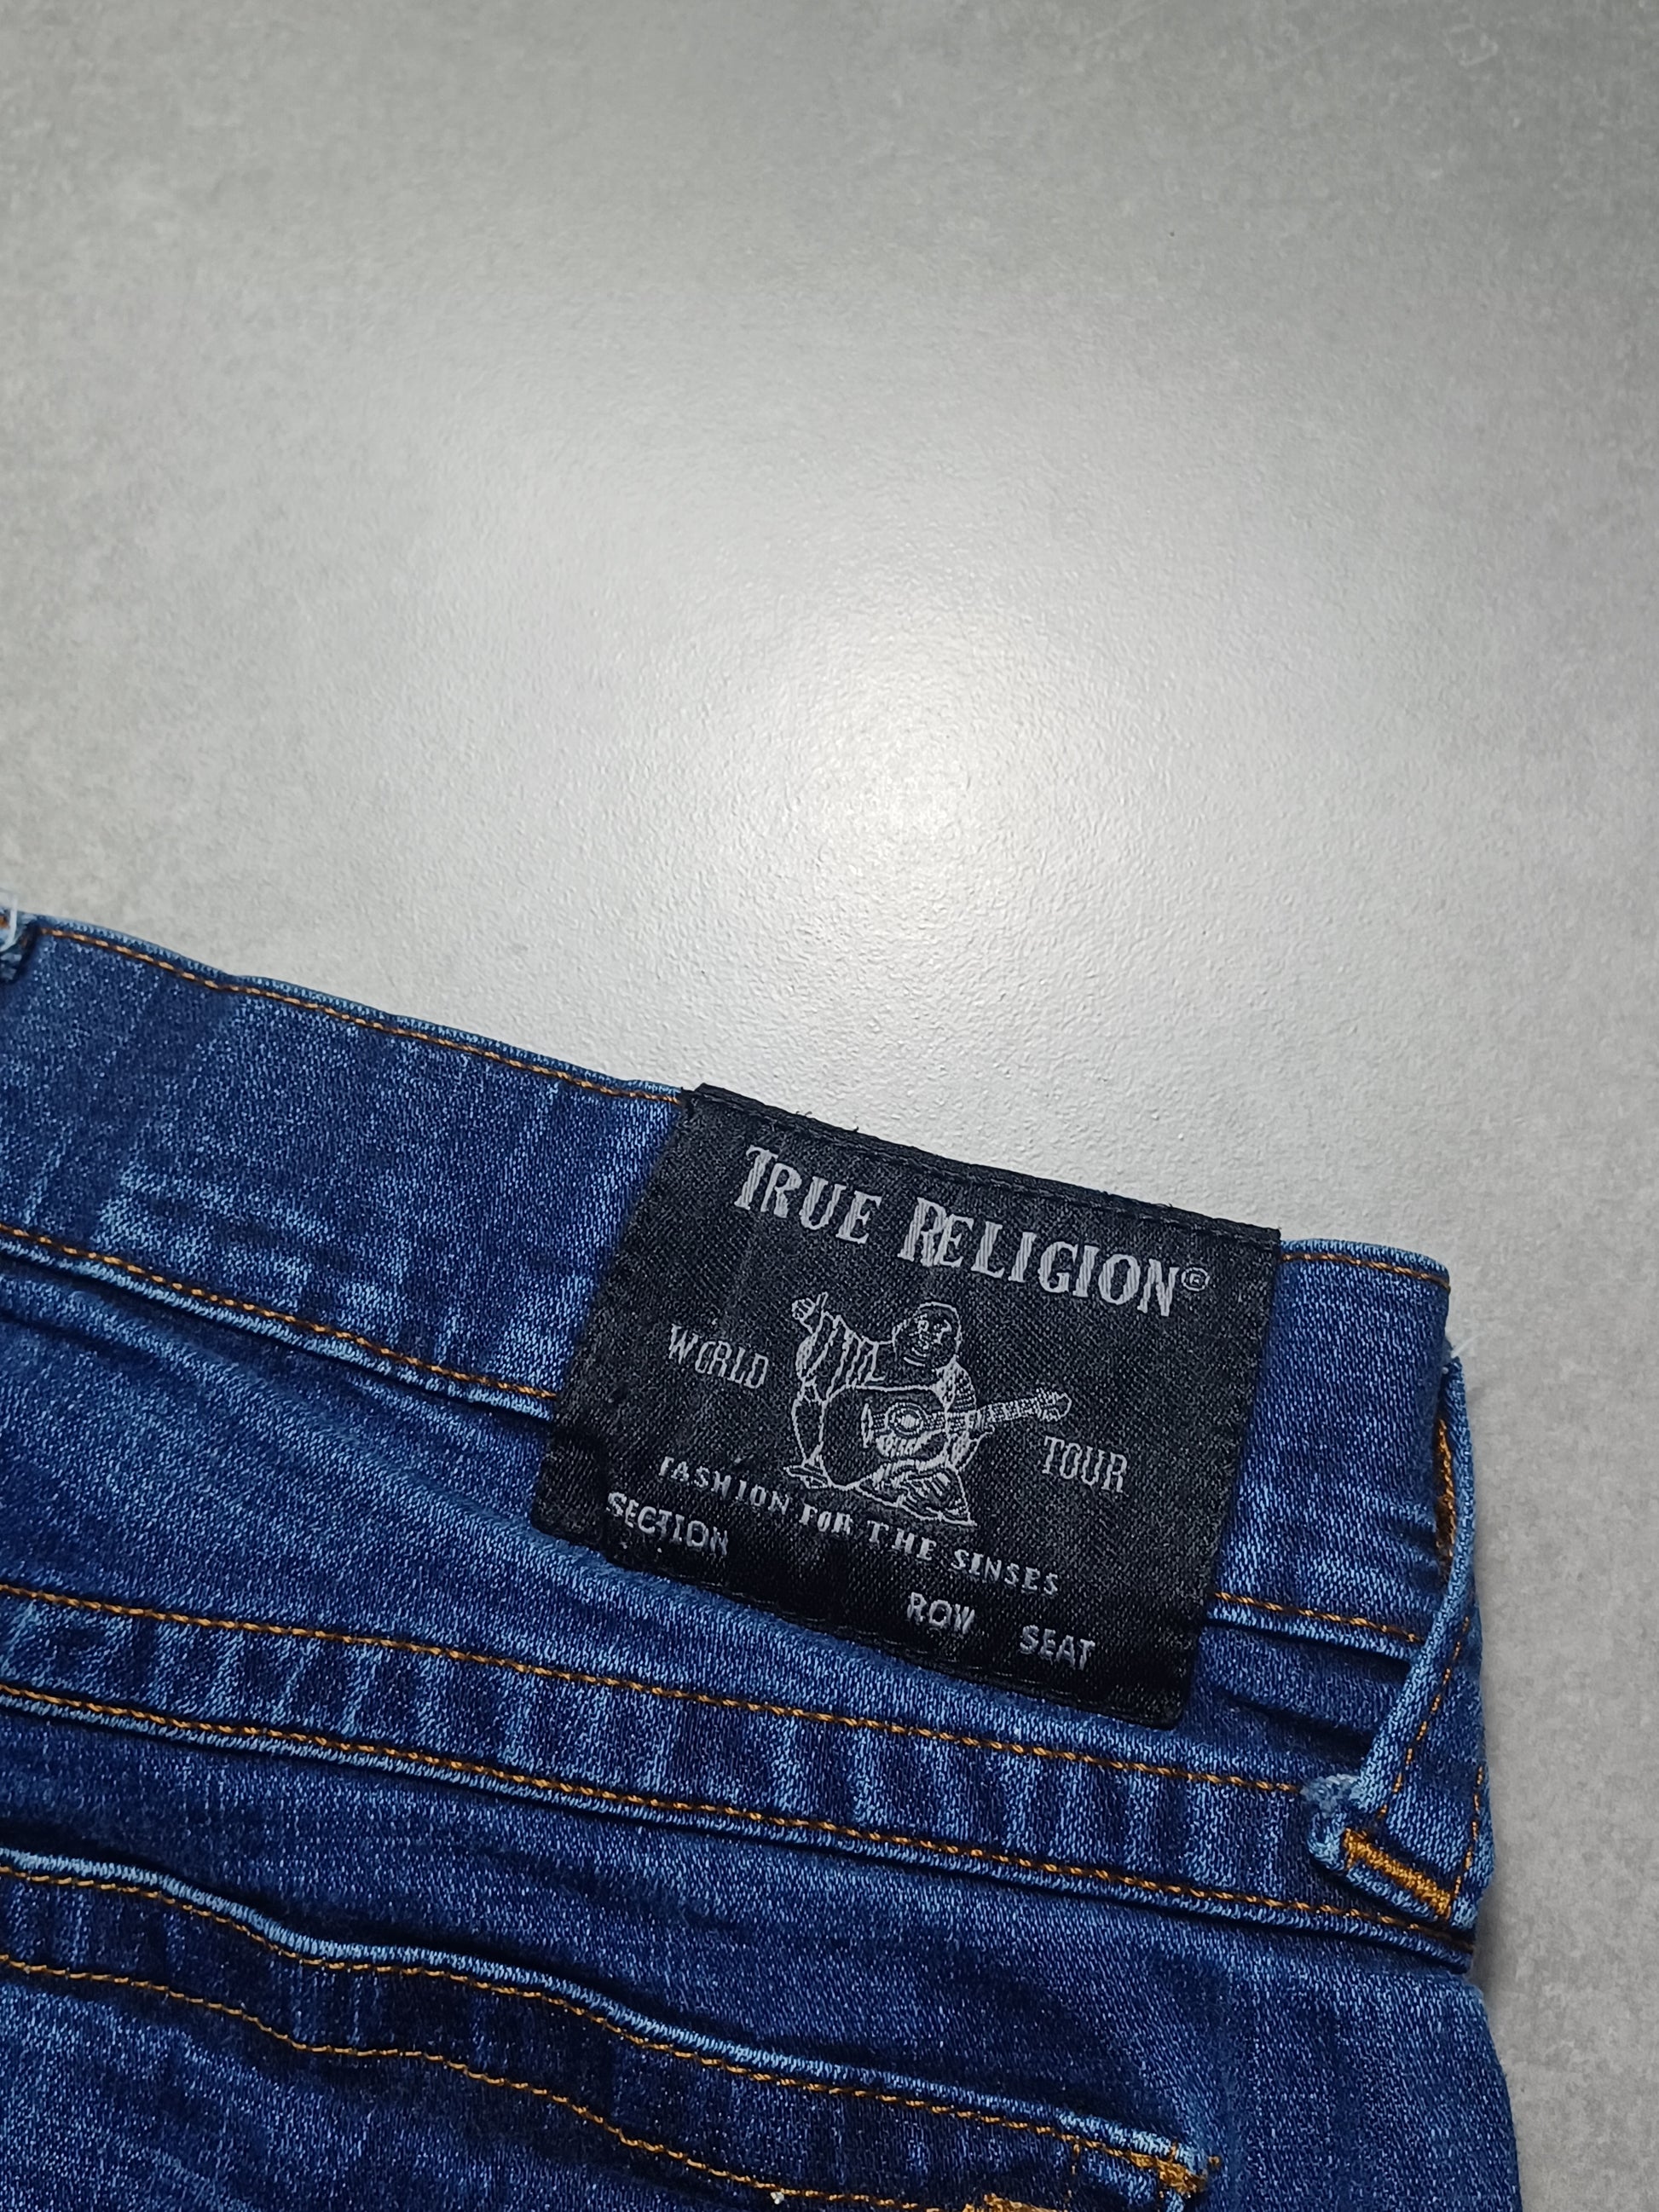 TRUE RELIGION®
WORLD TOUR
FASHION FOR THE SINSES
SECTION ROW SEAT